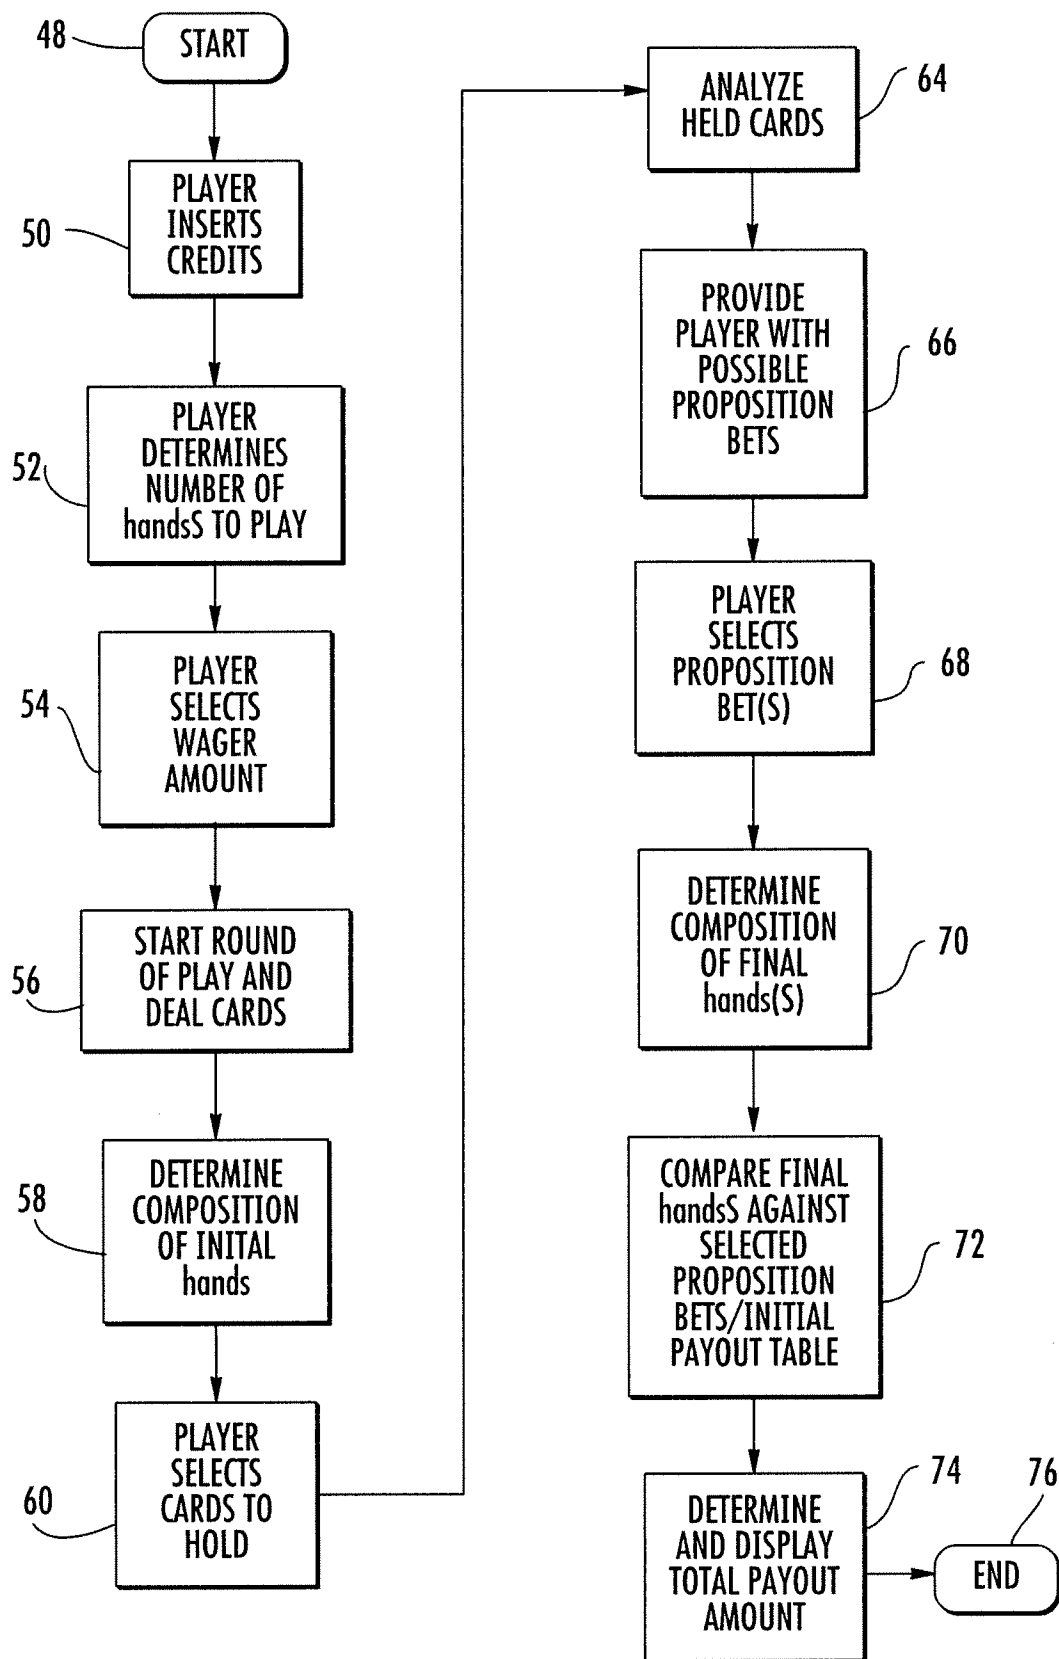 48
START
50
PLAYER
INSERTS
CREDITS
52
PLAYER
DETERMINES
NUMBER OF
handsS TO PLAY
54
PLAYER
SELECTS
WAGER
AMOUNT
56
START ROUND
OF PLAY AND
DEAL CARDS
58
DETERMINE
COMPOSITION
OF INITAL
hands
60
PLAYER
SELECTS
CARDS TO
HOLD
64
ANALYZE
HELD CARDS
66
PROVIDE
PLAYER WITH
POSSIBLE
PROPOSITION
BETS
68
PLAYER
SELECTS
PROPOSITION
BET(S)
70
DETERMINE
COMPOSITION
OF FINAL
hands(S)
72
COMPARE FINAL
handsS AGAINST
SELECTED
PROPOSITION
BETS/INITIAL
PAYOUT TABLE
74
DETERMINE
AND DISPLAY
TOTAL PAYOUT
AMOUNT
76
END